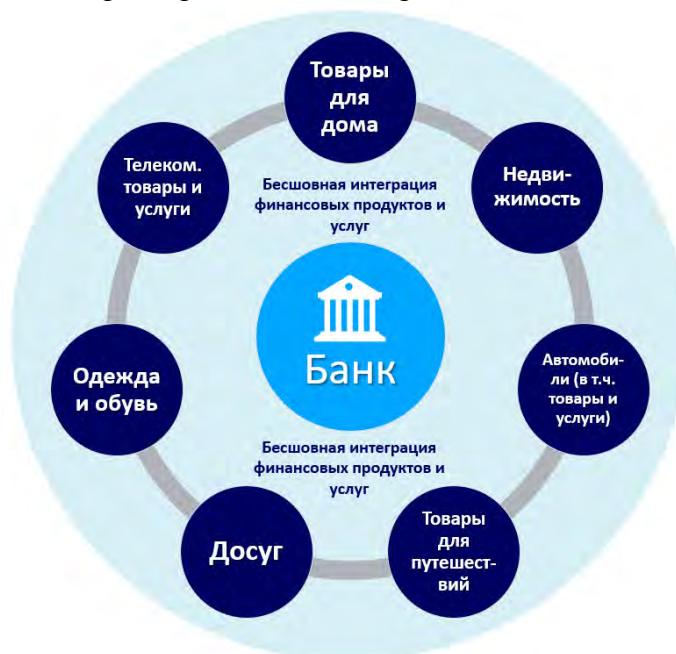 Товары
для
дома
Телеком.
товары и
услуги
Бесшовная интеграция
финансовых продуктов и
услуг
Недви-
жимость
Банк
Одежда
и обувь
Автомоби-
ли (в т.ч.
товары и
услуги)
Бесшовная интеграция
финансовых продуктов и
услуг
Досуг
Товары
для
путешест-
вий